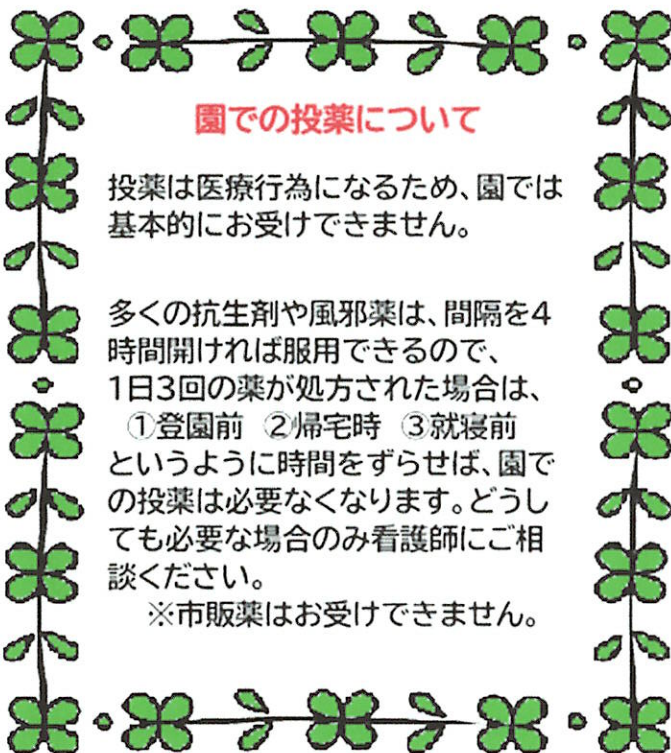 園での投薬について
投薬は医療行為になるため、園では
基本的にお受けできません。
多くの抗生剤や風邪薬は、間隔を4
時間開ければ服用できるので、
1日3回の薬が処方された場合は、
①登園前 ②帰宅時 ③就寝前
というように時間をずらせば、園で
の投薬は必要なくなります。どうし
ても必要な場合のみ看護師にご相
談ください。
※市販薬はお受けできません。